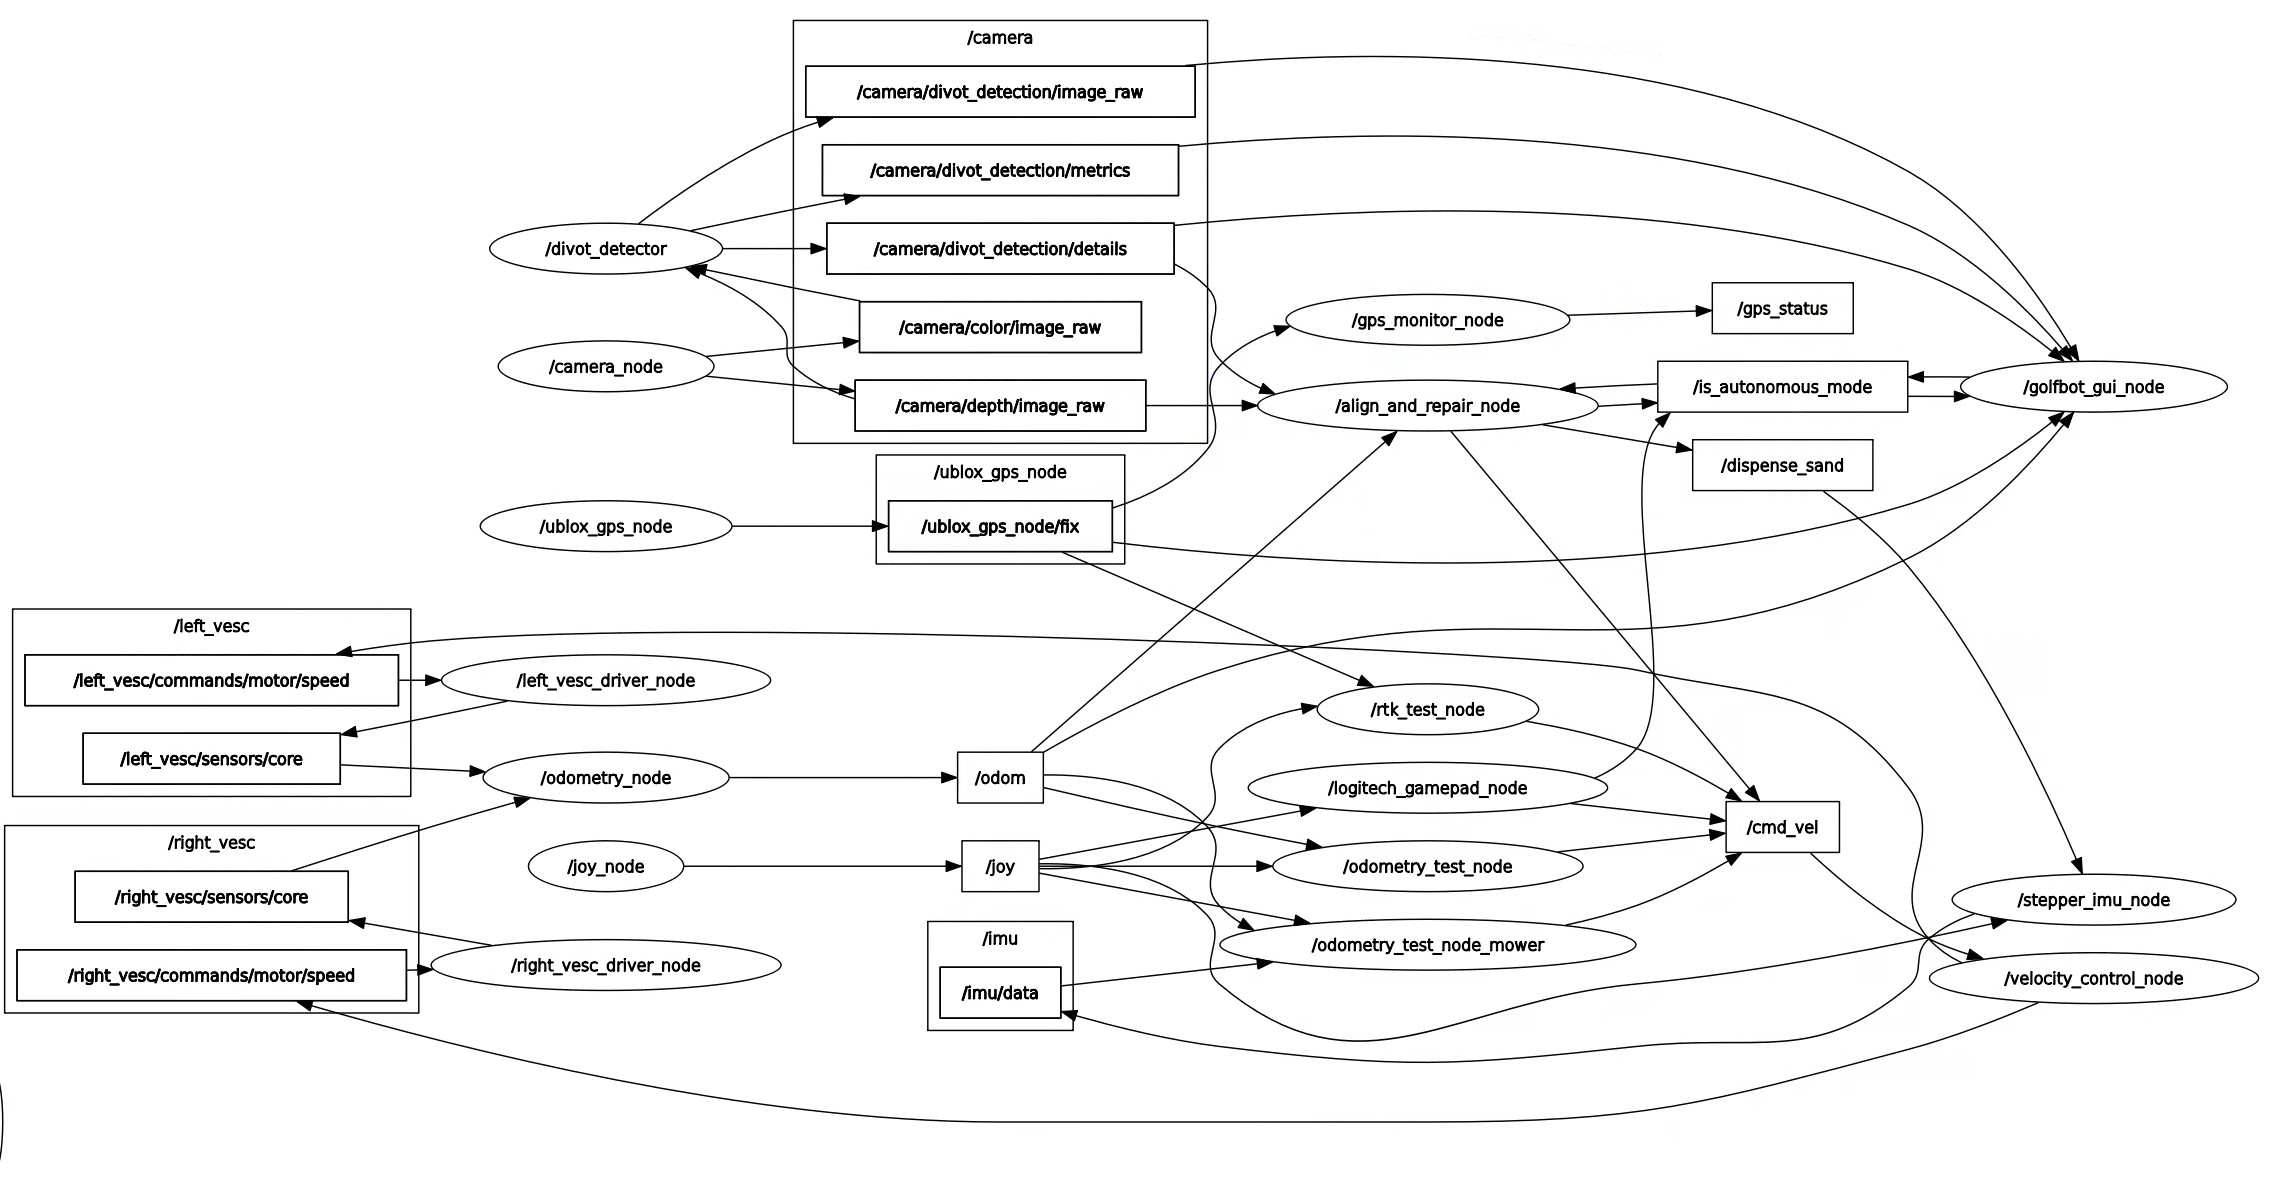 /camera
/camera/divot_detection/image_raw
/camera/divot_detection/metrics
/divot_detector
/camera/divot_detection/details
/camera/color/image_raw
/camera_node
/camera/depth/image_raw
/gps_monitor_node
/gps_status
/align_and_repair_node
/is_autonomous_mode
/golfbot_gui_node
/dispense_sand
/ublox_gps_node
/ublox_gps_node
/ublox_gps_node/fix
/left_vesc
/left_vesc/commands/motor/speed
/left_vesc_driver_node
/left_vesc/sensors/core
/odometry_node
/odom
/rtk_test_node
/logitech_gamepad_node
/cmd_vel
/right_vesc
/joy_node
/joy
/odometry_test_node
/right_vesc/sensors/core
/stepper_imu_node
/imu
/odometry_test_node_mower
/right_vesc/commands/motor/speed
/right_vesc_driver_node
/imu/data
/velocity_control_node